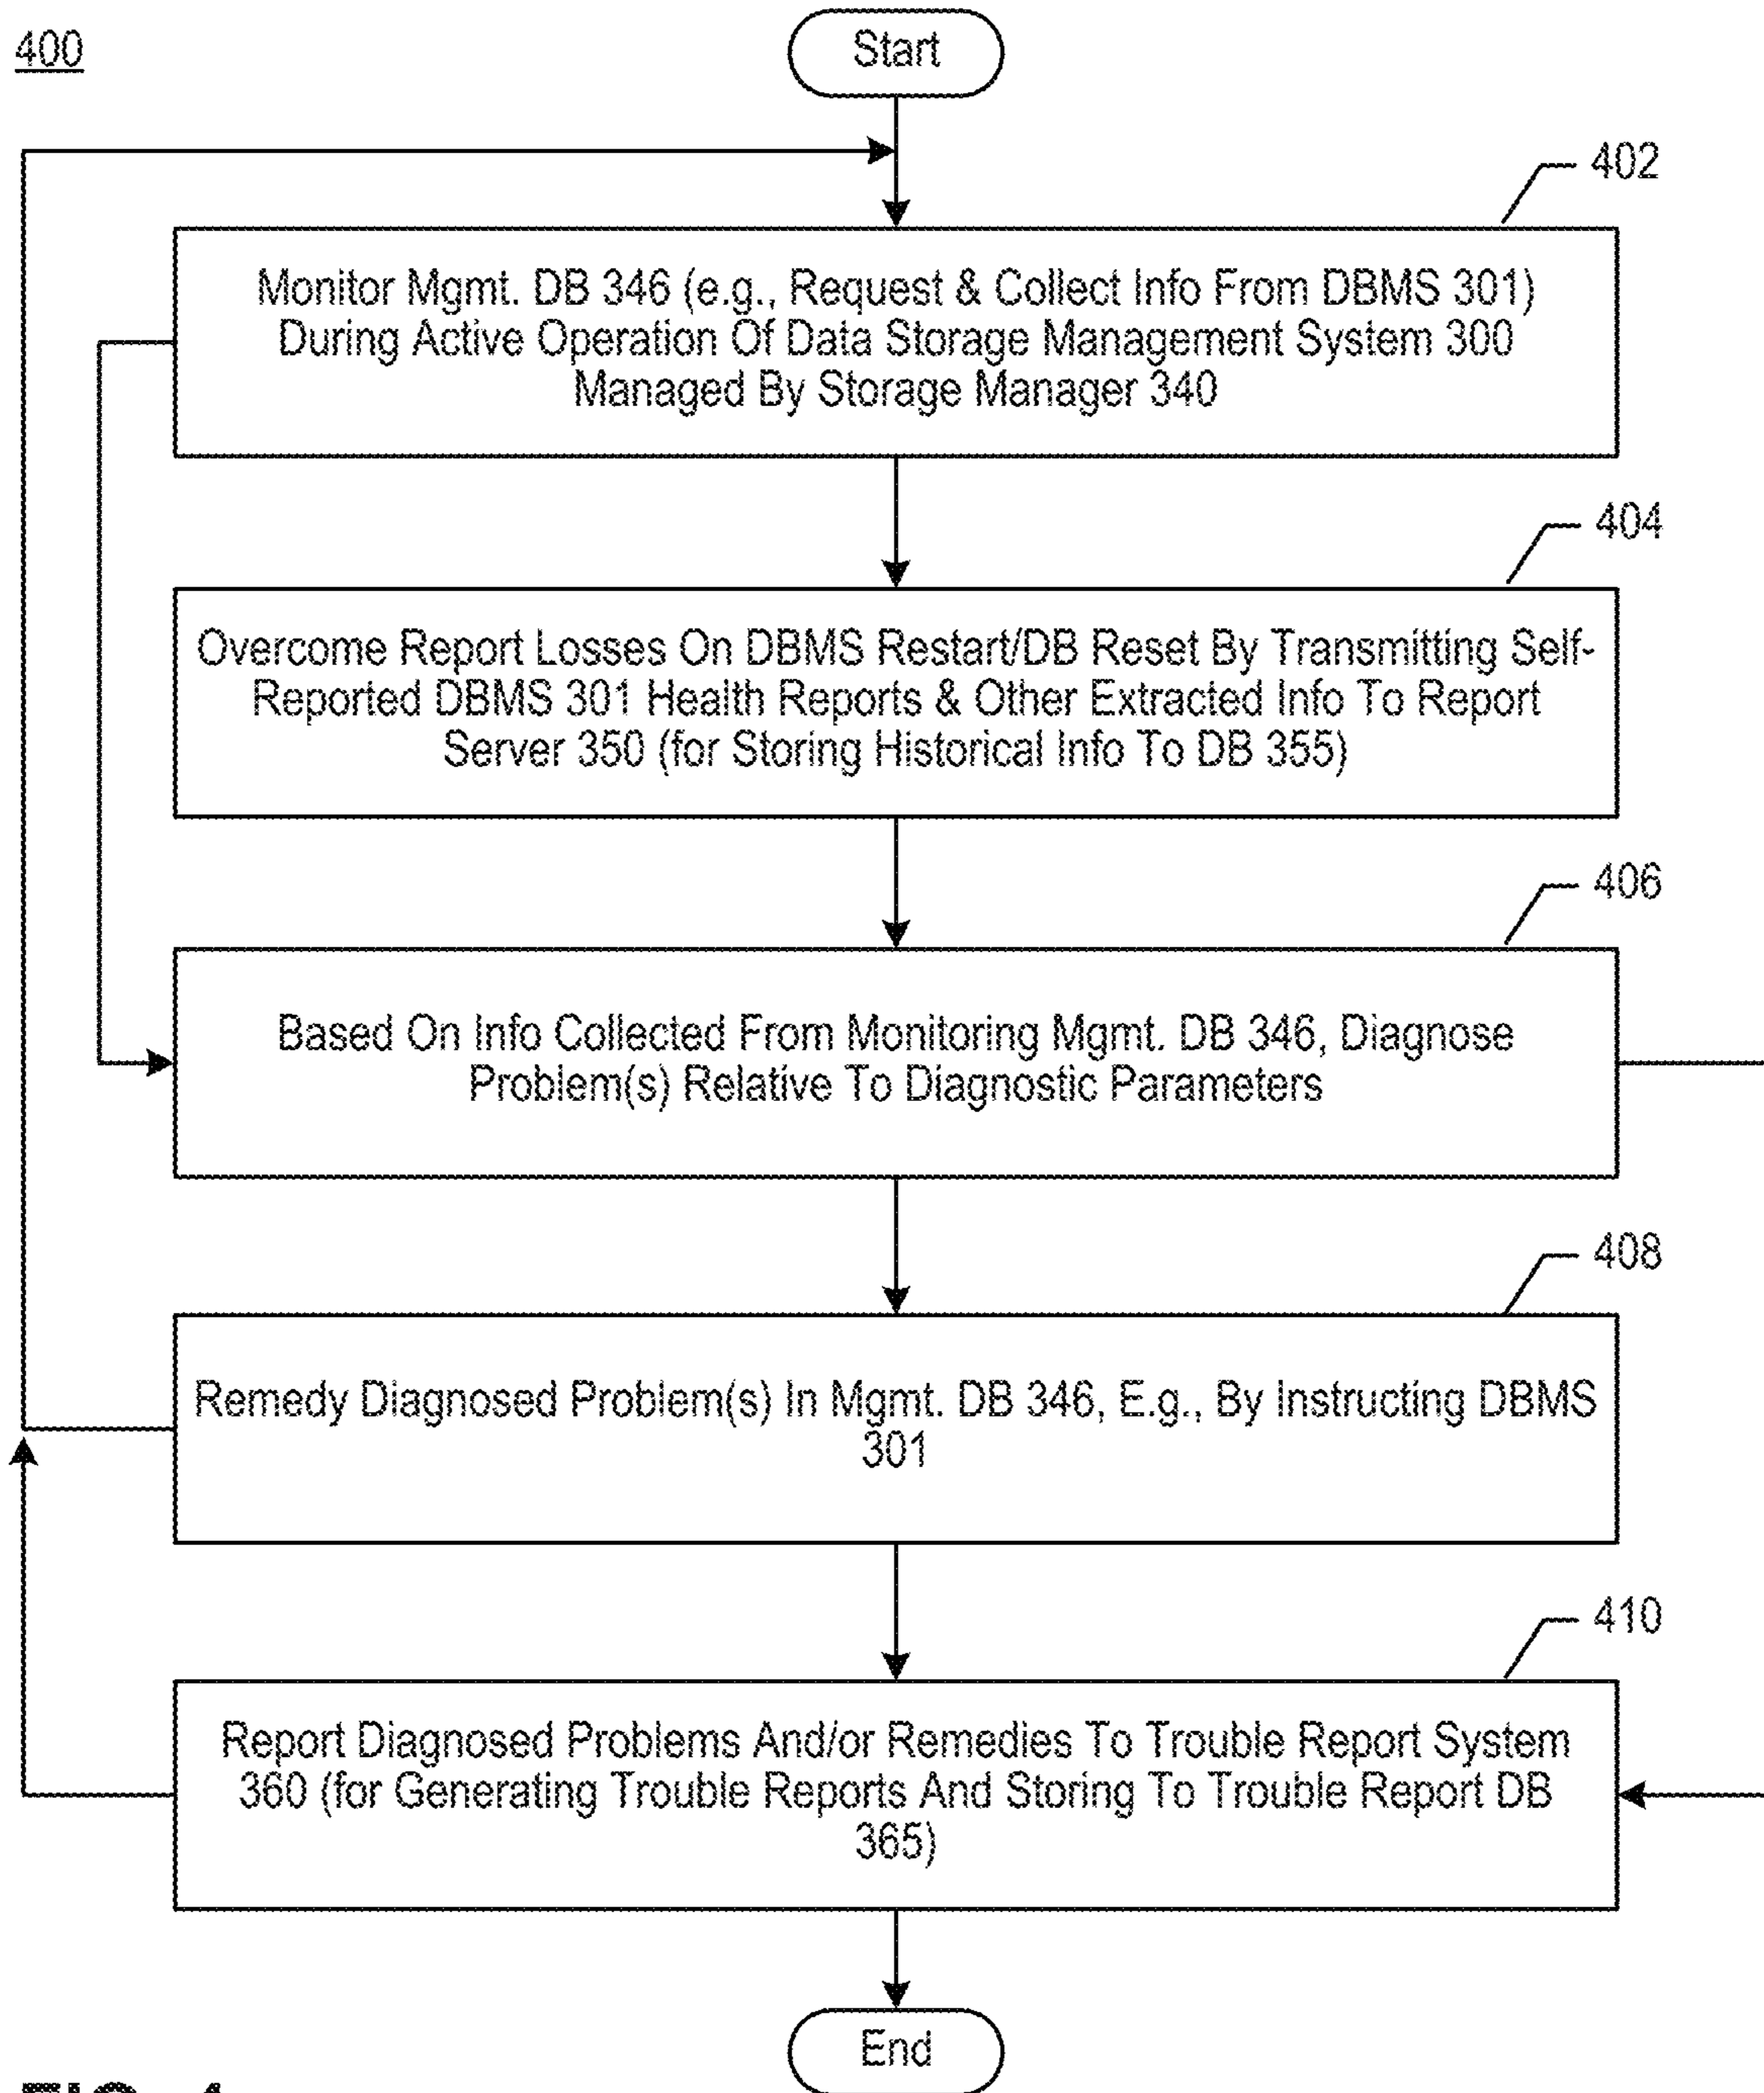 400
Start
402
Monitor Mgmt. DB 346 (e.g., Request & Collect Info From DBMS 301)
During Active Operation Of Data Storage Management System 300
Managed By Storage Manager 340
404
Overcome Report Losses On DBMS Restart/DB Reset By Transmitting Self-
Reported DBMS 301 Health Reports & Other Extracted Info To Report
Server 350 (for Storing Historical Info To DB 355)
406
Based On Info Collected From Monitoring Mgmt. DB 346, Diagnose
Problem(s) Relative To Diagnostic Parameters
408
Remedy Diagnosed Problem(s) In Mgmt. DB 346, E.g., By Instructing DBMS
301
410
Report Diagnosed Problems And/or Remedies To Trouble Report System
360 (for Generating Trouble Reports And Storing To Trouble Report DB
365)
End